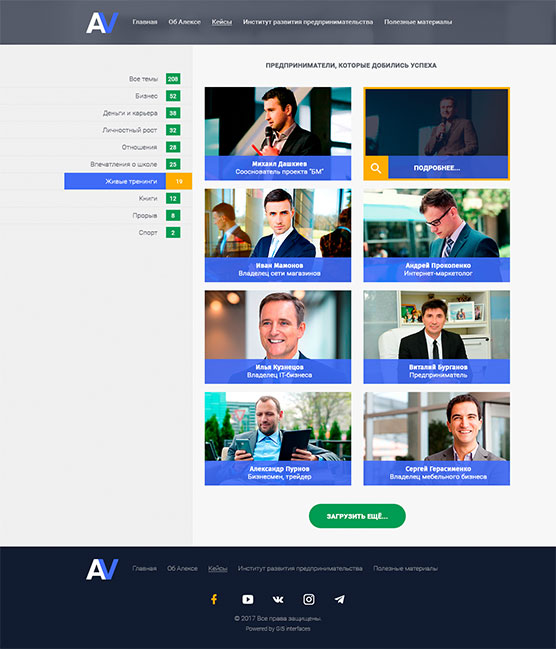 AV
Главная
Об Алексе
Кейсы
Институт развития предпринимательства
Полезные материалы
Все темы 208
Бизнес 52
Деньги и карьера 38
Личностный рост 32
Отношения 28
Впечатления о школе 25
Живые тренинги 19
Книги 12
Прорыв 8
Спорт 2
ПРЕДПРИНИМАТЕЛИ, КОТОРЫЕ ДОБИЛИСЬ УСПЕХА
Михаил Дашкиев
Сооснователь проекта "БМ"
ПОДРОБНЕЕ...
Иван Мамонов
Владелец сети магазинов
Андрей Прокопенко
Интернет-маркетолог
Илья Кузнецов
Владелец IT-бизнеса
Виталий Бурганов
Предприниматель
Александр Пурнов
Бизнесмен, трейдер
Сергей Герасименко
Владелец мебельного бизнеса
ЗАГРУЗИТЬ ЕЩЁ...
AV
Главная
Об Алексе
Кейсы
Институт развития предпринимательства
Полезные материалы
© 2017 Все права защищены.
Powered by GIS interfaces